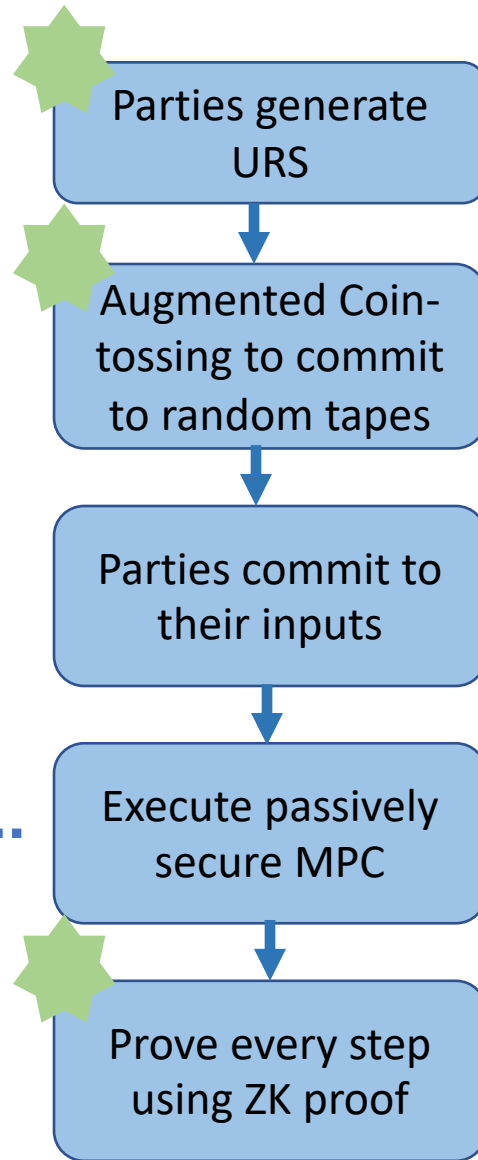 Parties generate
URS
Augmented Coin-
tossing to commit
to random tapes
Parties commit to
their inputs
Execute passively
secure MPC
Prove every step
using ZK proof